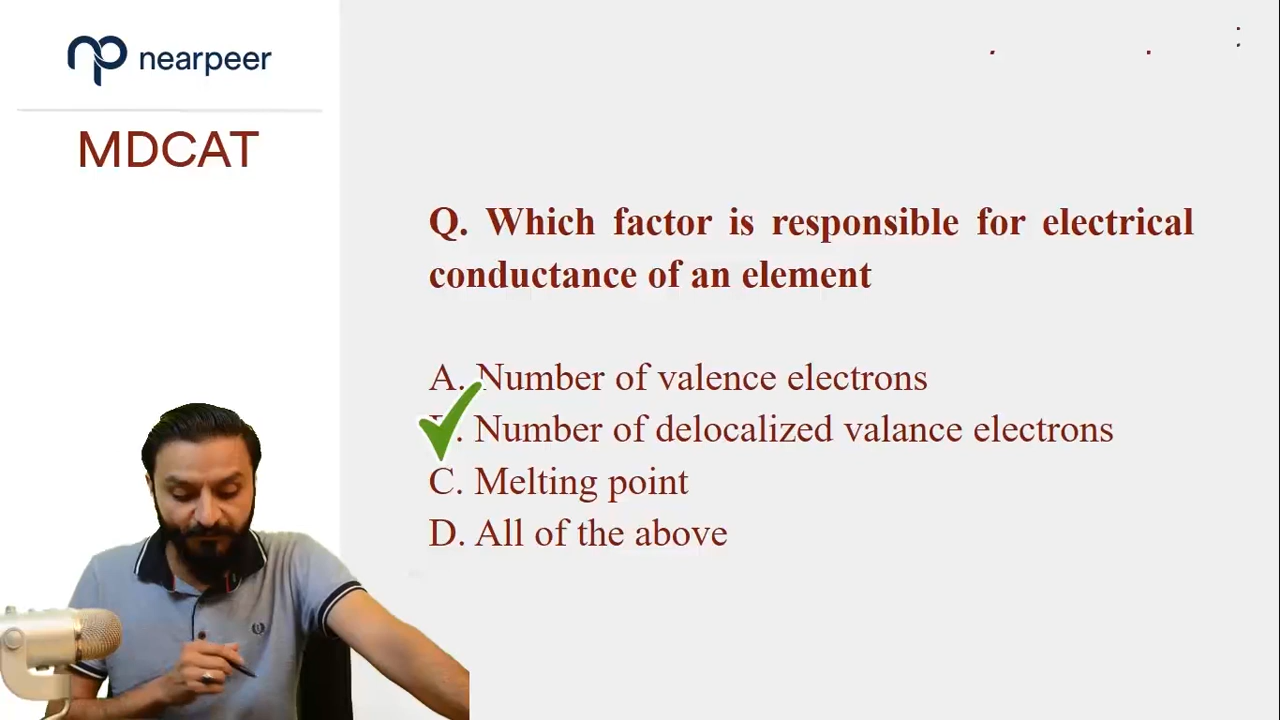 nearpeer
MDCAT
Q. Which factor is responsible for electrical
conductance of an element
A. Number of valence electrons
. Number of delocalized valance electrons
C. Melting point
D. All of the above